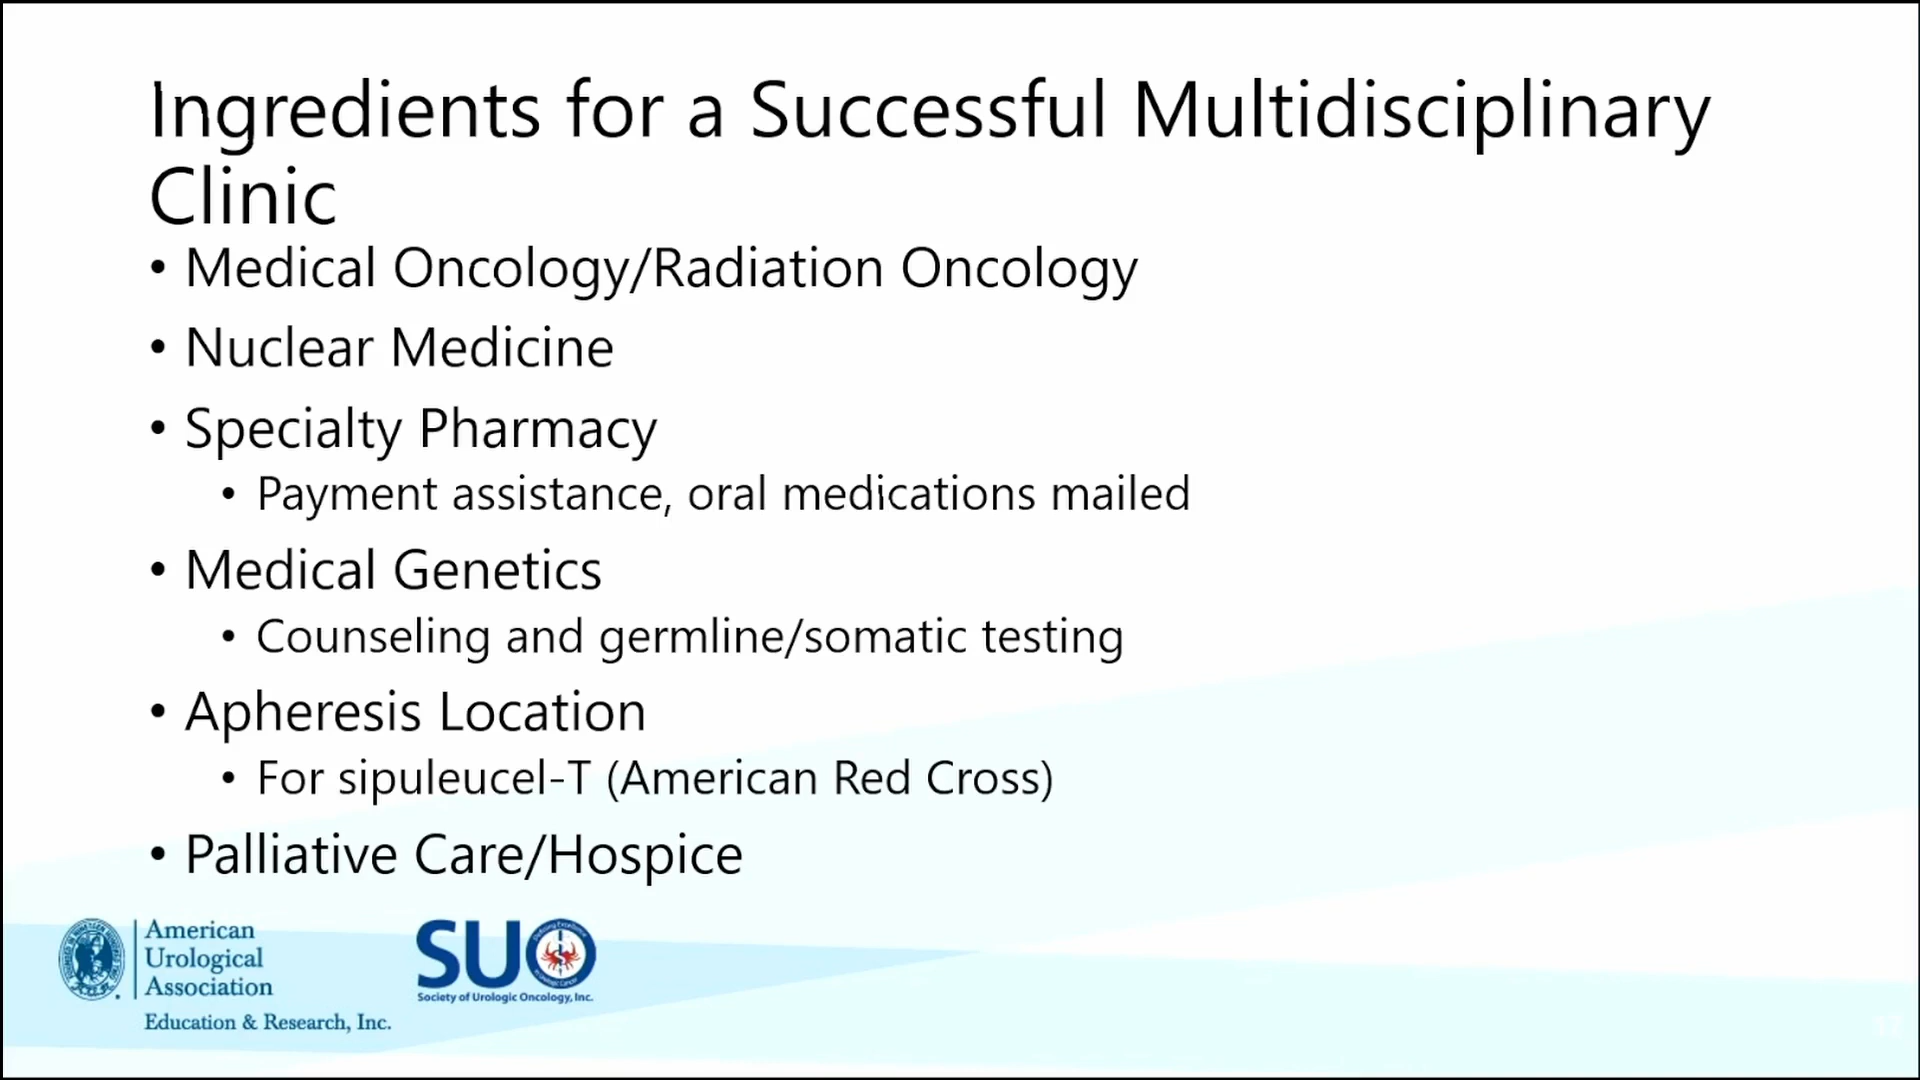 Ingredients for a Successful Multidisciplinary
Clinic
• Medical Oncology/Radiation Oncology
• Nuclear Medicine
• Specialty Pharmacy
• Payment assistance, oral medications mailed
• Medical Genetics
• Counseling and germline/somatic testing
• Apheresis Location
• For sipuleucel-T (American Red Cross)
• Palliative Care/Hospice
American
Urological
Association
Education & Research, Inc.
SUO
Society of Urologic Oncology, Inc.